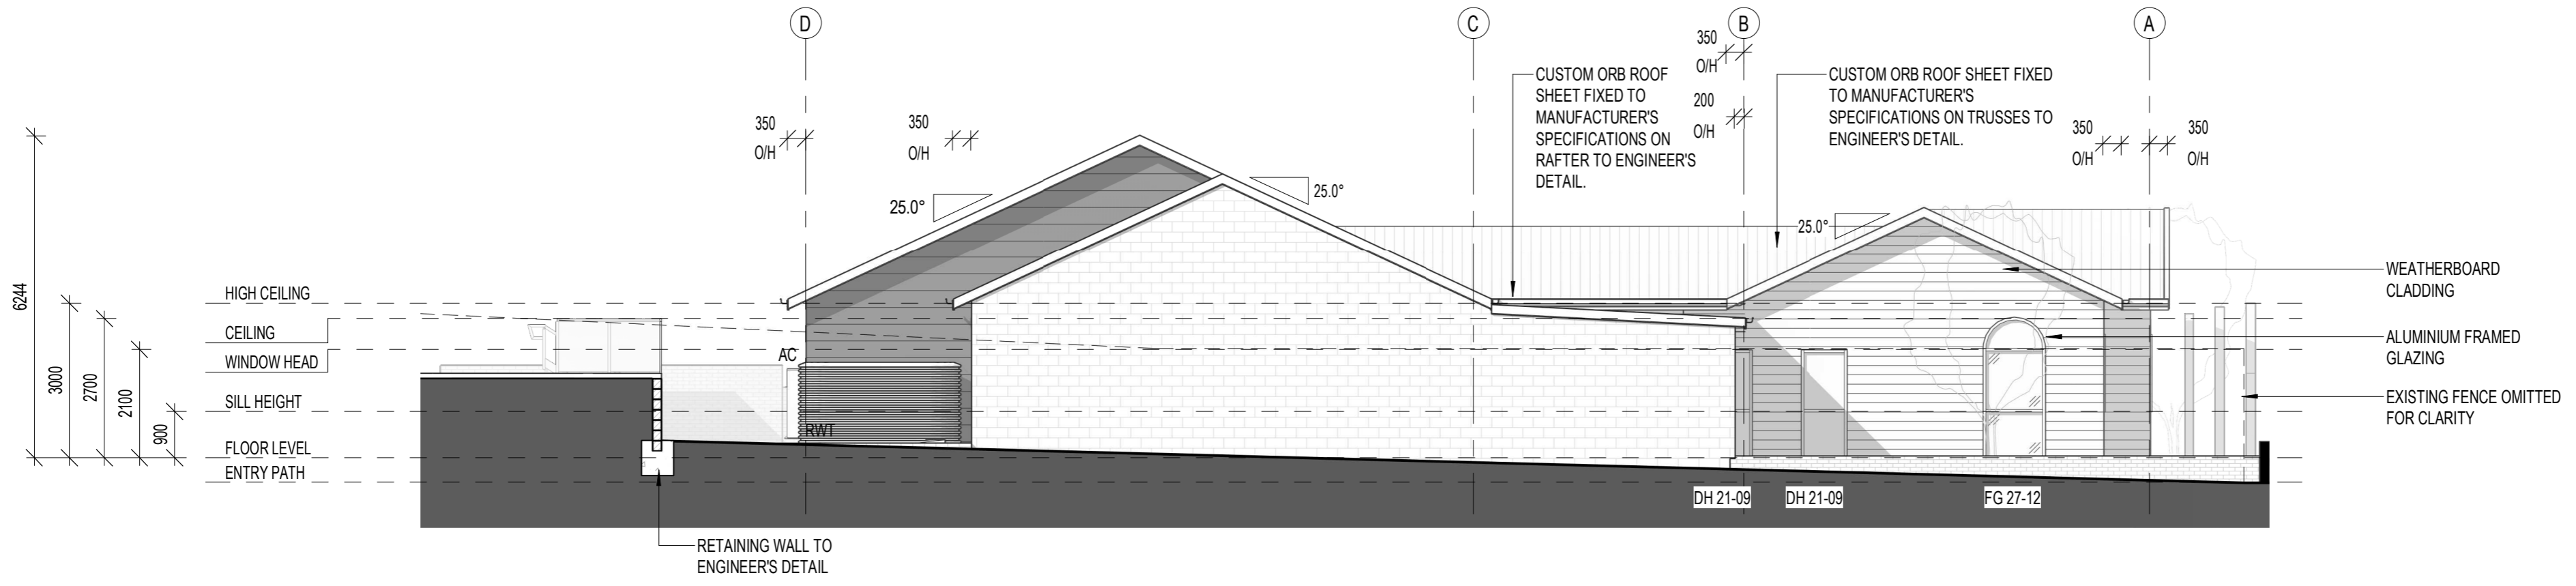 D
C
B
A
350
O/H
350
O/H
350
O/H
200
O/H
350
O/H
350
O/H
CUSTOM ORB ROOF
SHEET FIXED TO
MANUFACTURER'S
SPECIFICATIONS ON
RAFTER TO ENGINEER'S
DETAIL.
CUSTOM ORB ROOF SHEET FIXED
TO MANUFACTURER'S
SPECIFICATIONS ON TRUSSES TO
ENGINEER'S DETAIL.
25.0°
25.0°
25.0°
WEATHERBOARD
CLADDING
ALUMINIUM FRAMED
GLAZING
EXISTING FENCE OMITTED
FOR CLARITY
6244
3000
2700
2100
900
HIGH CEILING
CEILING
WINDOW HEAD
SILL HEIGHT
FLOOR LEVEL
ENTRY PATH
AC
RWT
DH 21-09
DH 21-09
FG 27-12
RETAINING WALL TO
ENGINEER'S DETAIL